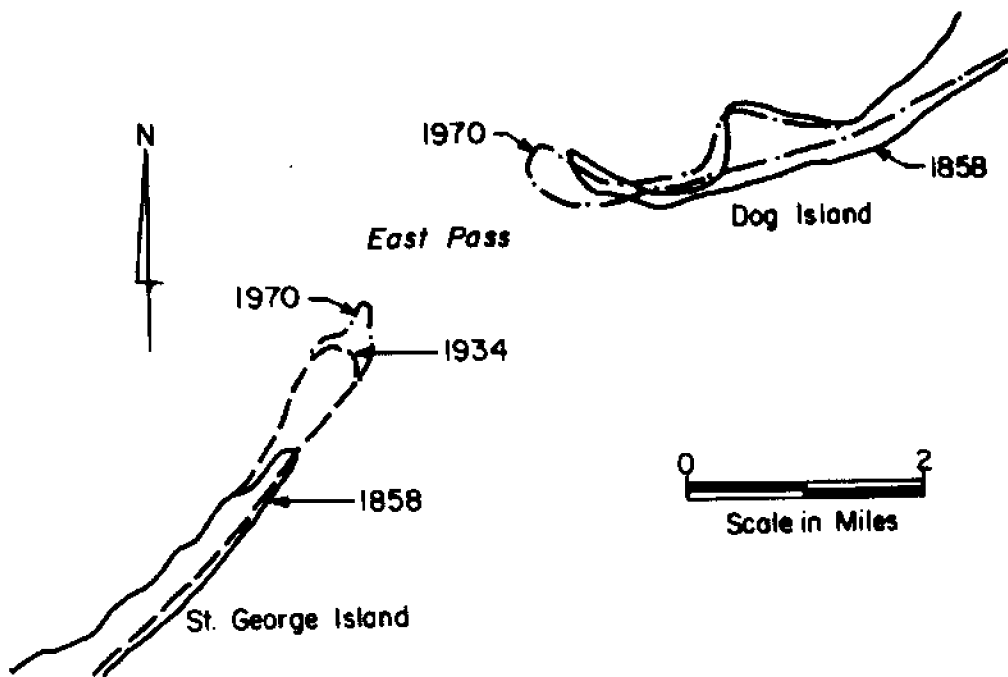 N
1970
1858
Dog Island
East Pass
1970
1934
1858
0 2
Scale in Miles
St. George Island